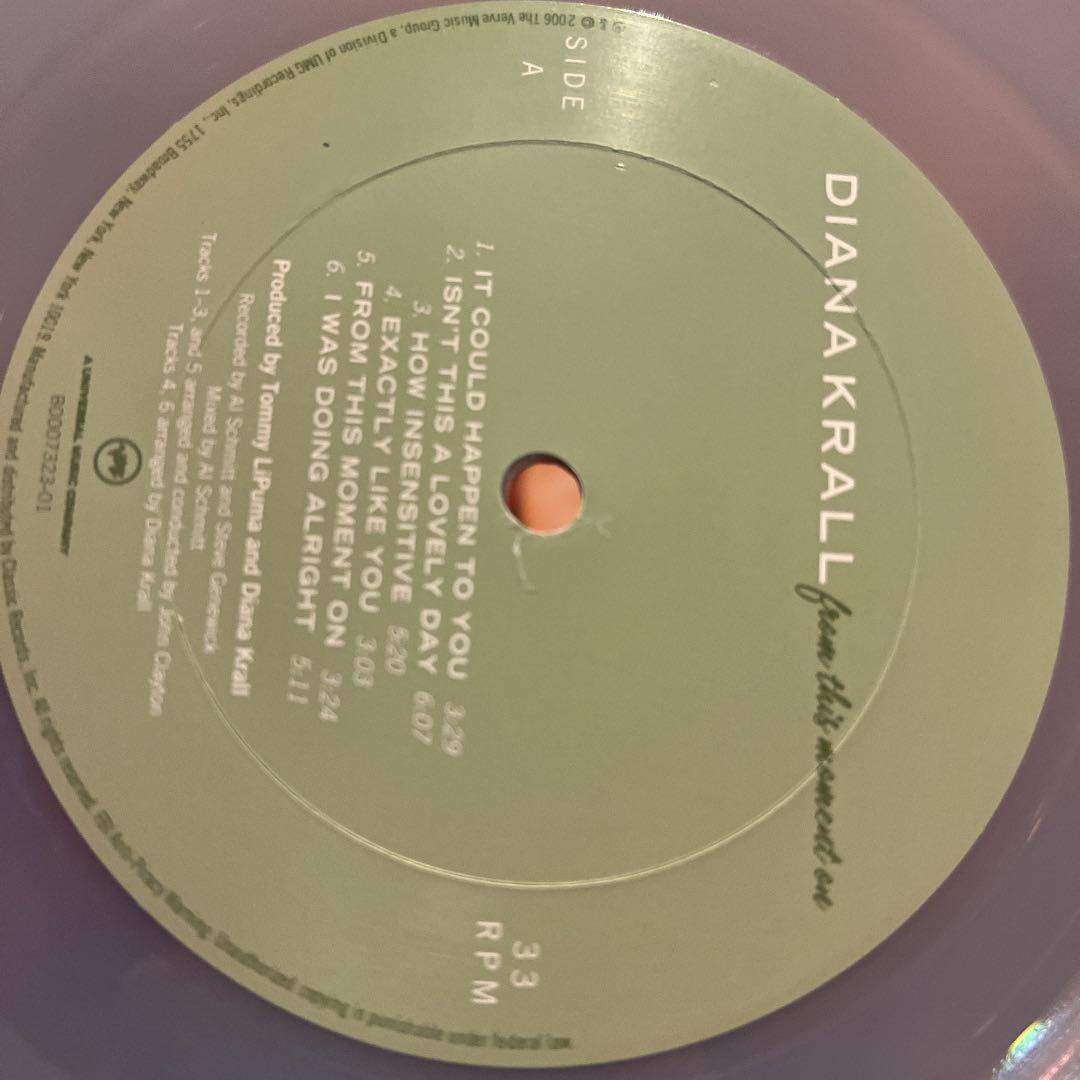 DIANA KRALL from this moment on
SIDE
A
33
RPM
1. IT COULD HAPPEN TO YOU 3:29
2. ISN'T THIS A LOVELY DAY 6:07
3. HOW INSENSITIVE 5:20
4. EXACTLY LIKE YOU 3:03
5. FROM THIS MOMENT ON 3:24
6. I WAS DOING ALRIGHT 5:11
Produced by Tommy LiPuma and Diana Krall
Recorded by Al Schmitt and Steve Genewick
Mixed by Al Schmitt
Tracks 1-3, and 5 arranged and conducted by John Clayton
Tracks 4, 6 arranged by Diana Krall
verve
A UNIVERSAL MUSIC COMPANY
B0007323-01
℗ & © 2006 The Verve Music Group, a Division of UMG Recordings, Inc., 1755 Broadway, New York, New York 10019. Manufactured and distributed by Classic Records, Inc. All rights reserved. FBI Anti-Piracy Warning: Unauthorized copying is punishable under federal law.